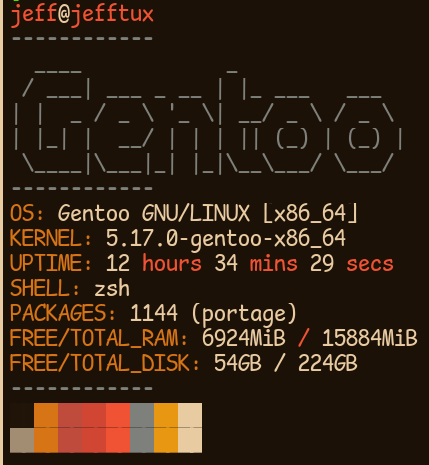 jeff@jefftux
------------
Gentoo
------------
OS: Gentoo GNU/LINUX ⌊x86_64⌋
KERNEL: 5.17.0-gentoo-x86_64
UPTIME: 12 hours 34 mins 29 secs
SHELL: zsh
PACKAGES: 1144 (portage)
FREE/TOTAL_RAM: 6924MiB / 15884MiB
FREE/TOTAL_DISK: 54GB / 224GB
------------